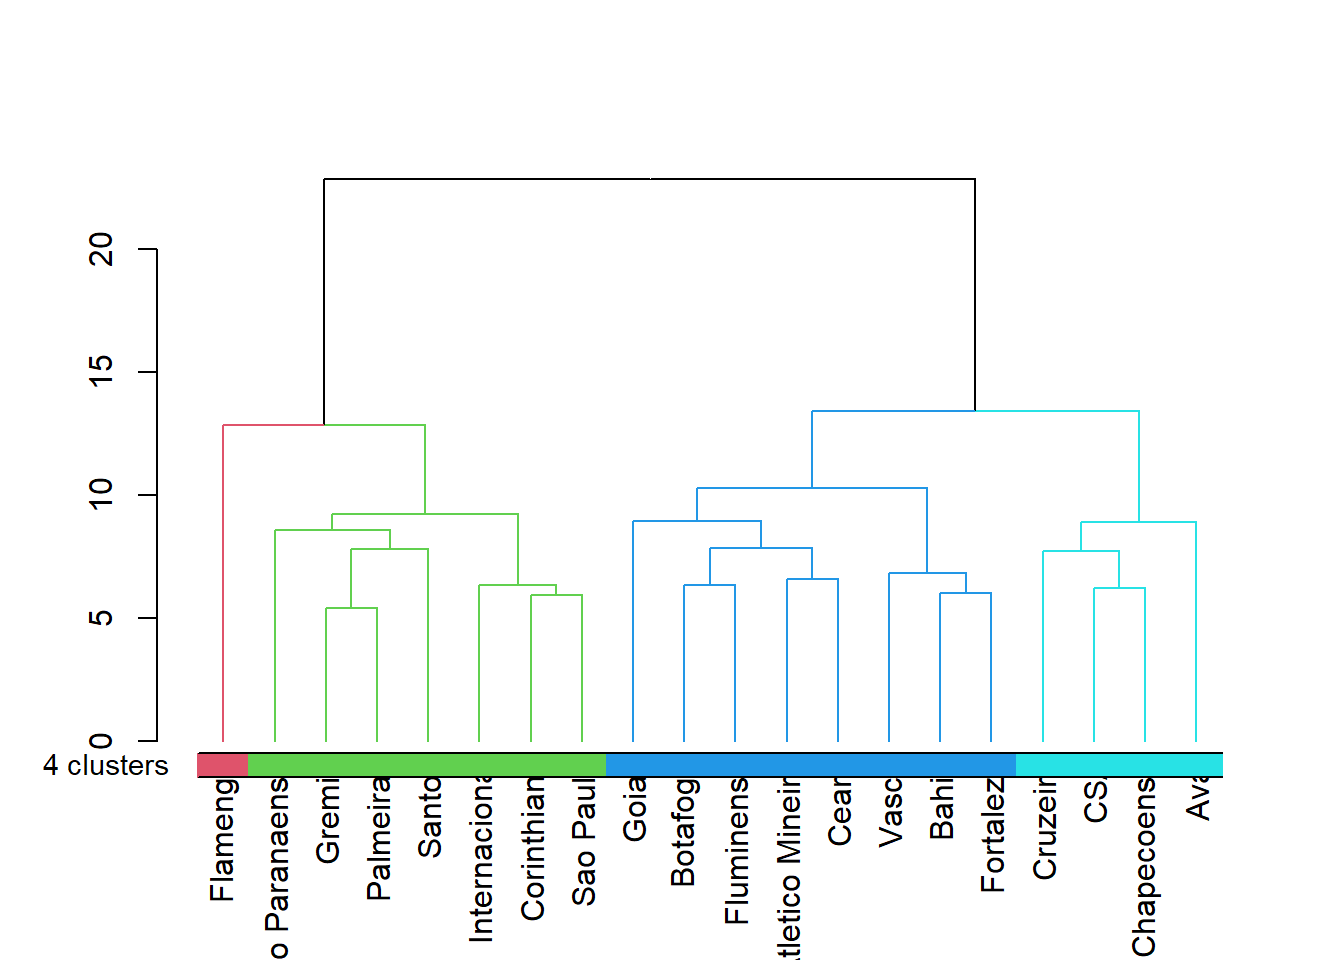 20
15
10
5
0
4 clusters
Flameng
o Paranaens
Gremi
Palmeira
Santo
Internaciona
Corinthian
Sao Paul
Goia
Botafog
Fluminens
tletico Mineir
Cear
Vasc
Bahi
Fortalez
Cruzeir
CSA
Chapecoens
Ava